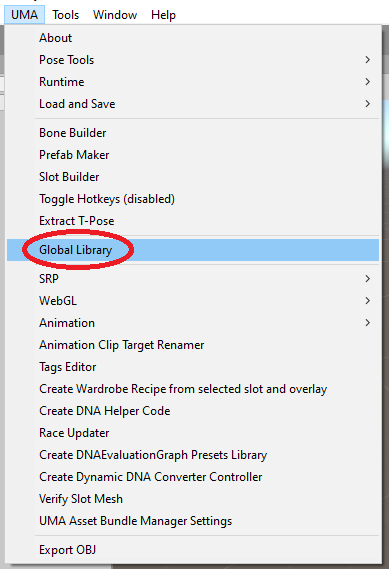 UMA Tools Window Help
About
Pose Tools
Runtime
Load and Save
Bone Builder
Prefab Maker
Slot Builder
Toggle Hotkeys (disabled)
Extract T-Pose
Global Library
SRP
WebGL
Animation
Animation Clip Target Renamer
Tags Editor
Create Wardrobe Recipe from selected slot and overlay
Create DNA Helper Code
Race Updater
Create DNAEvaluationGraph Presets Library
Create Dynamic DNA Converter Controller
Verify Slot Mesh
UMA Asset Bundle Manager Settings
Export OBJ